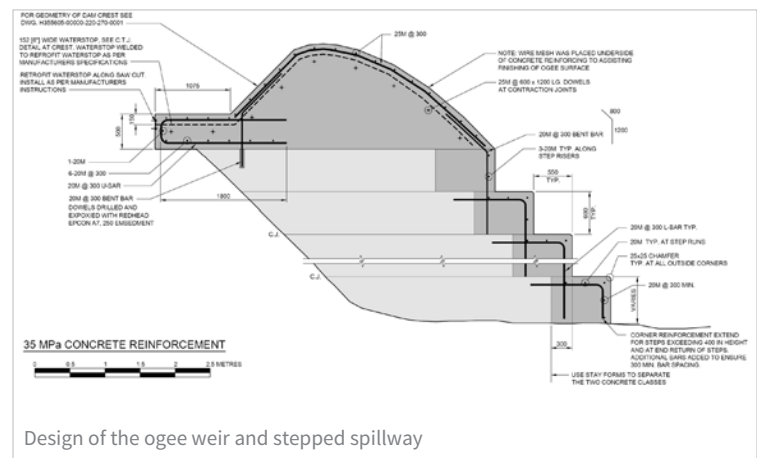 FOR GEOMETRY OF DAM CREST SEE
DWG. H355605-00000-220-270-0001
152 [6"] WIDE WATERSTOP, SEE C.T.J.
DETAIL AT CREST. WATERSTOP WELDED
TO RETROFIT WATERSTOP AS PER
MANUFACTURERS SPECIFICATIONS
RETROFIT WATERSTOP ALONG SAW CUT.
INSTALL AS PER MANUFACTURERS
INSTRUCTIONS
1075
150
500
1-20M
6-20M @ 300
20M @ 300 U-BAR
20M @ 300 BENT BAR
DOWELS DRILLED AND
EPOXIED WITH REDHEAD
EPCON A7, 250 EMBEDMENT
1800
C.J.
C.J.
25M @ 300
NOTE: WIRE MESH WAS PLACED UNDERSIDE
OF CONCRETE REINFORCING TO ASSISTING
FINISHING OF OGEE SURFACE
25M @ 600 x 1200 LG. DOWELS
AT CONTRACTION JOINTS
800
1200
20M @ 300 BENT BAR
3-20M TYP. ALONG
STEP RISERS
550
TYP.
600
TYP.
20M @ 300 L-BAR TYP.
20M TYP. AT STEP RUNS
25x25 CHAMFER
TYP. AT ALL OUTSIDE CORNERS
20M @ 300 MIN.
VARIES
300
CORNER REINFORCEMENT EXTEND
FOR STEPS EXCEEDING 400 IN HEIGHT
AND AT END RETURN OF STEPS.
ADDITIONAL BARS ADDED TO ENSURE
300 MIN. BAR SPACING.
USE STAY FORMS TO SEPARATE
THE TWO CONCRETE CLASSES
35 MPa CONCRETE REINFORCEMENT
0 0.5 1.0 1.5 2.0 2.5 METRES
Design of the ogee weir and stepped spillway